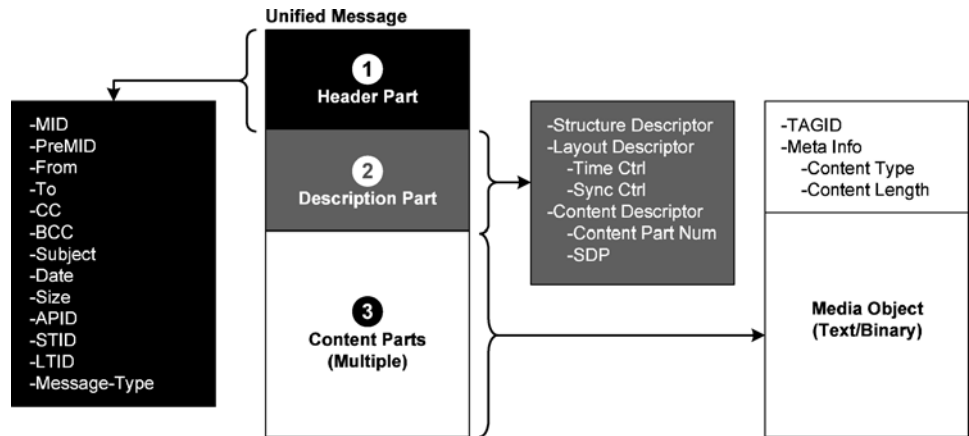 Unified Message
1
Header Part
2
Description Part
3
Content Parts
(Multiple)
-MID
-PreMID
-From
-To
-CC
-BCC
-Subject
-Date
-Size
-APID
-STID
-LTID
-Message-Type
-Structure Descriptor
-Layout Descriptor
-Time Ctrl
-Sync Ctrl
-Content Descriptor
-Content Part Num
-SDP
-TAGID
-Meta Info
-Content Type
-Content Length
Media Object
(Text/Binary)